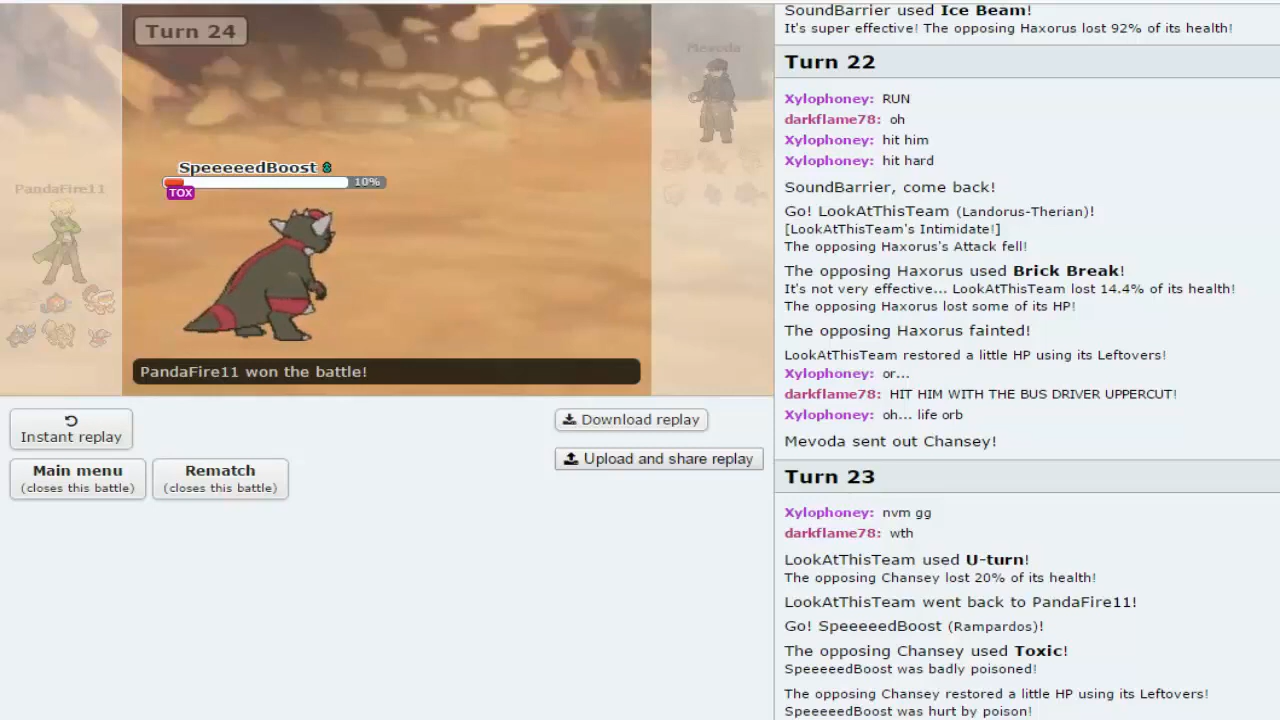 Turn 24
Mevoda
PandaFire11
SpeeeeedBoost
10%
TOX
PandaFire11 won the battle!
Instant replay
Main menu
(closes this battle)
Rematch
(closes this battle)
Download replay
Upload and share replay
SoundBarrier used Ice Beam!
It's super effective! The opposing Haxorus lost 92% of its health!
Turn 22
Xylophoney: RUN
darkflame78: oh
Xylophoney: hit him
Xylophoney: hit hard
SoundBarrier, come back!
Go! LookAtThisTeam (Landorus-Therian)!
[LookAtThisTeam's Intimidate!]
The opposing Haxorus's Attack fell!
The opposing Haxorus used Brick Break!
It's not very effective... LookAtThisTeam lost 14.4% of its health!
The opposing Haxorus lost some of its HP!
The opposing Haxorus fainted!
LookAtThisTeam restored a little HP using its Leftovers!
Xylophoney: or...
darkflame78: HIT HIM WITH THE BUS DRIVER UPPERCUT!
Xylophoney: oh... life orb
Mevoda sent out Chansey!
Turn 23
Xylophoney: nvm gg
darkflame78: wth
LookAtThisTeam used U-turn!
The opposing Chansey lost 20% of its health!
LookAtThisTeam went back to PandaFire11!
Go! SpeeeeedBoost (Rampardos)!
The opposing Chansey used Toxic!
SpeeeeedBoost was badly poisoned!
The opposing Chansey restored a little HP using its Leftovers!
SpeeeeedBoost was hurt by poison!